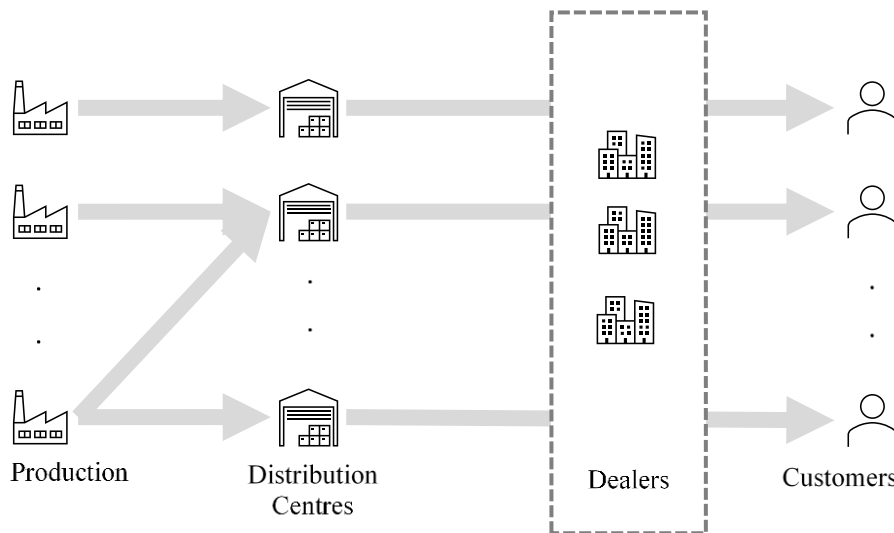 Production
Distribution
Centres
Dealers
Customers